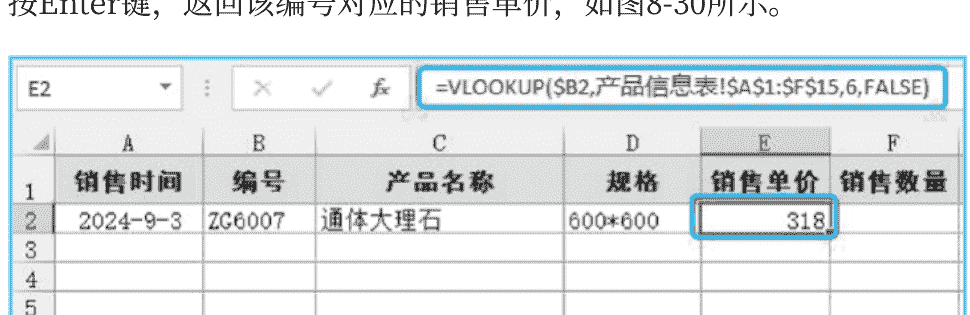 按Enter键，返回该编号对应的销售单价，如图8-30所示。
E2 fx =VLOOKUP($B2,产品信息表!$A$1:$F$15,6,FALSE)
A B C D E F
1 销售时间 编号 产品名称 规格 销售单价 销售数量
2 2024-9-3 ZG6007 通体大理石 600*600 318
3
4
5